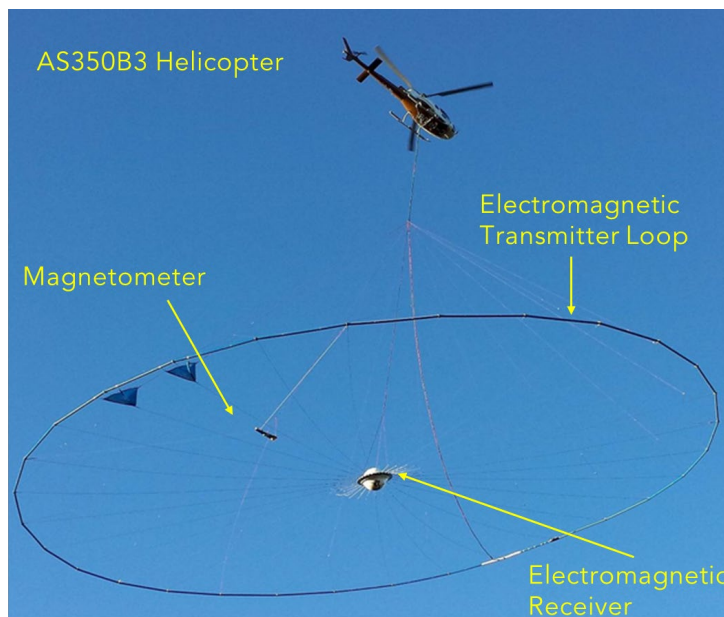 AS350B3 Helicopter
Electromagnetic
Transmitter Loop
Magnetometer
Electromagnetic
Receiver